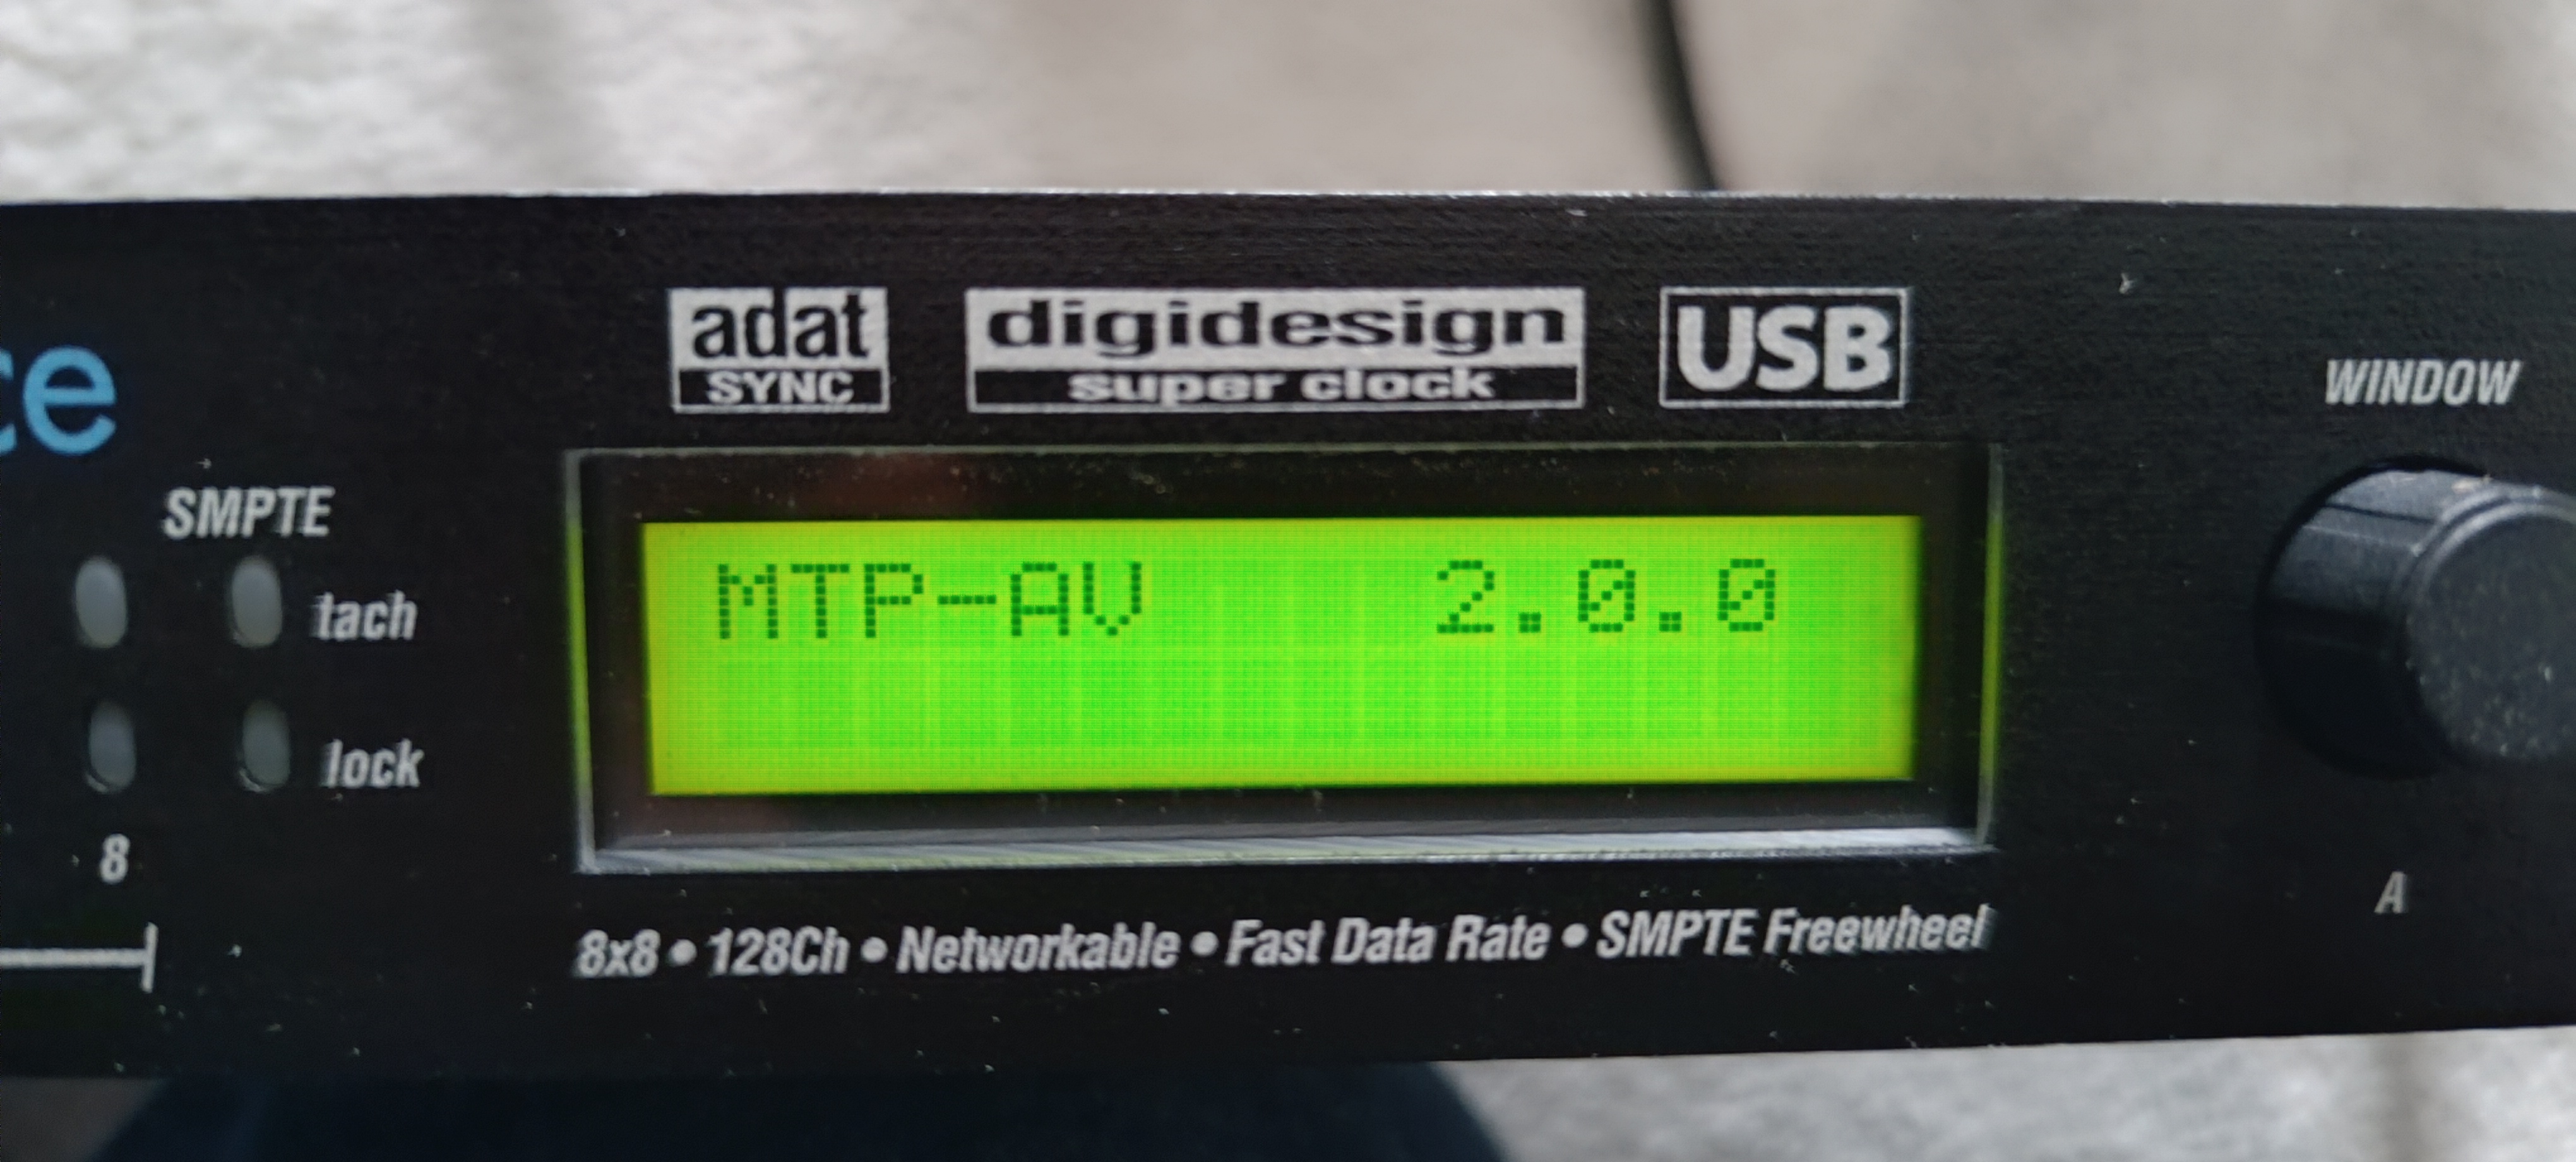 adat
SYNC
digidesign
super clock
USB
WINDOW
ce
SMPTE
tach
lock
8
MTP-AV 2.0.0
A
8x8 • 128Ch • Networkable • Fast Data Rate • SMPTE Freewheel